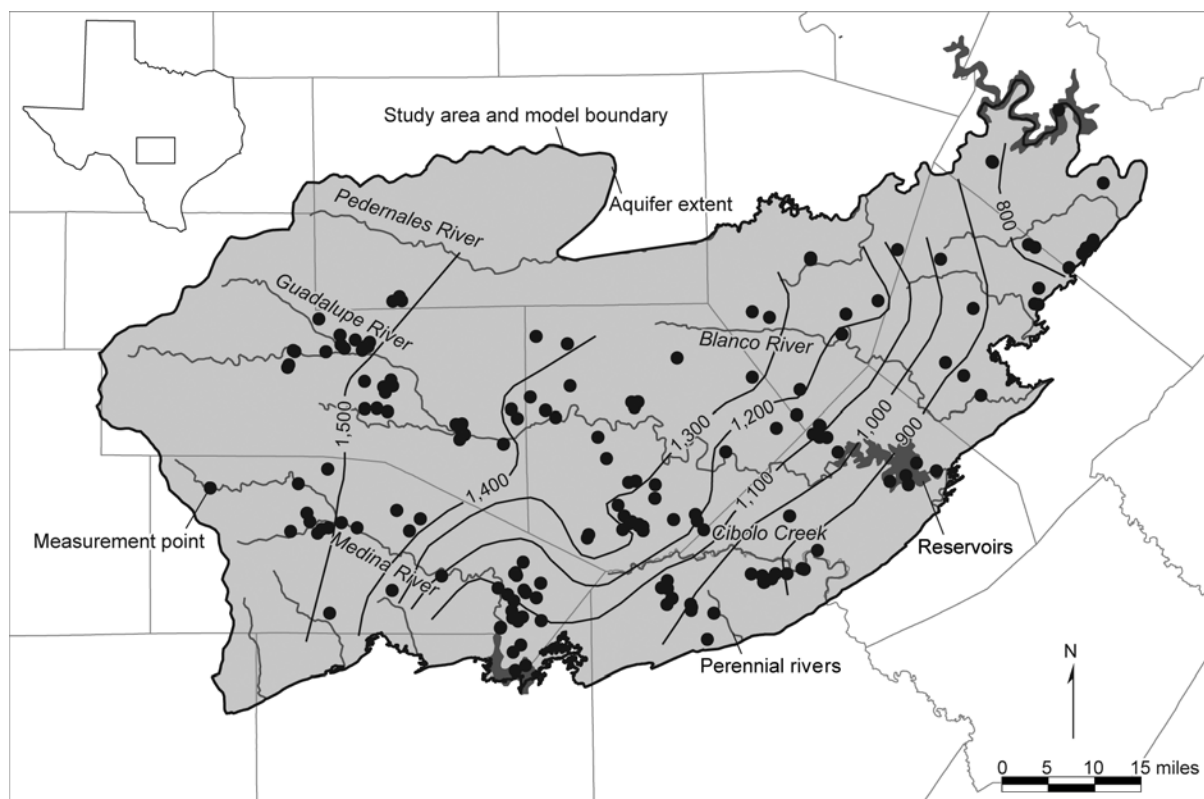 Study area and model boundary
Pedernales River
Aquifer extent
800
Guadalupe River
Blanco River
1,500
1,300
1,200
1,000
900
1,400
1,100
Measurement point
Medina River
Cibolo Creek
Reservoirs
Perennial rivers
N
0 5 10 15 miles